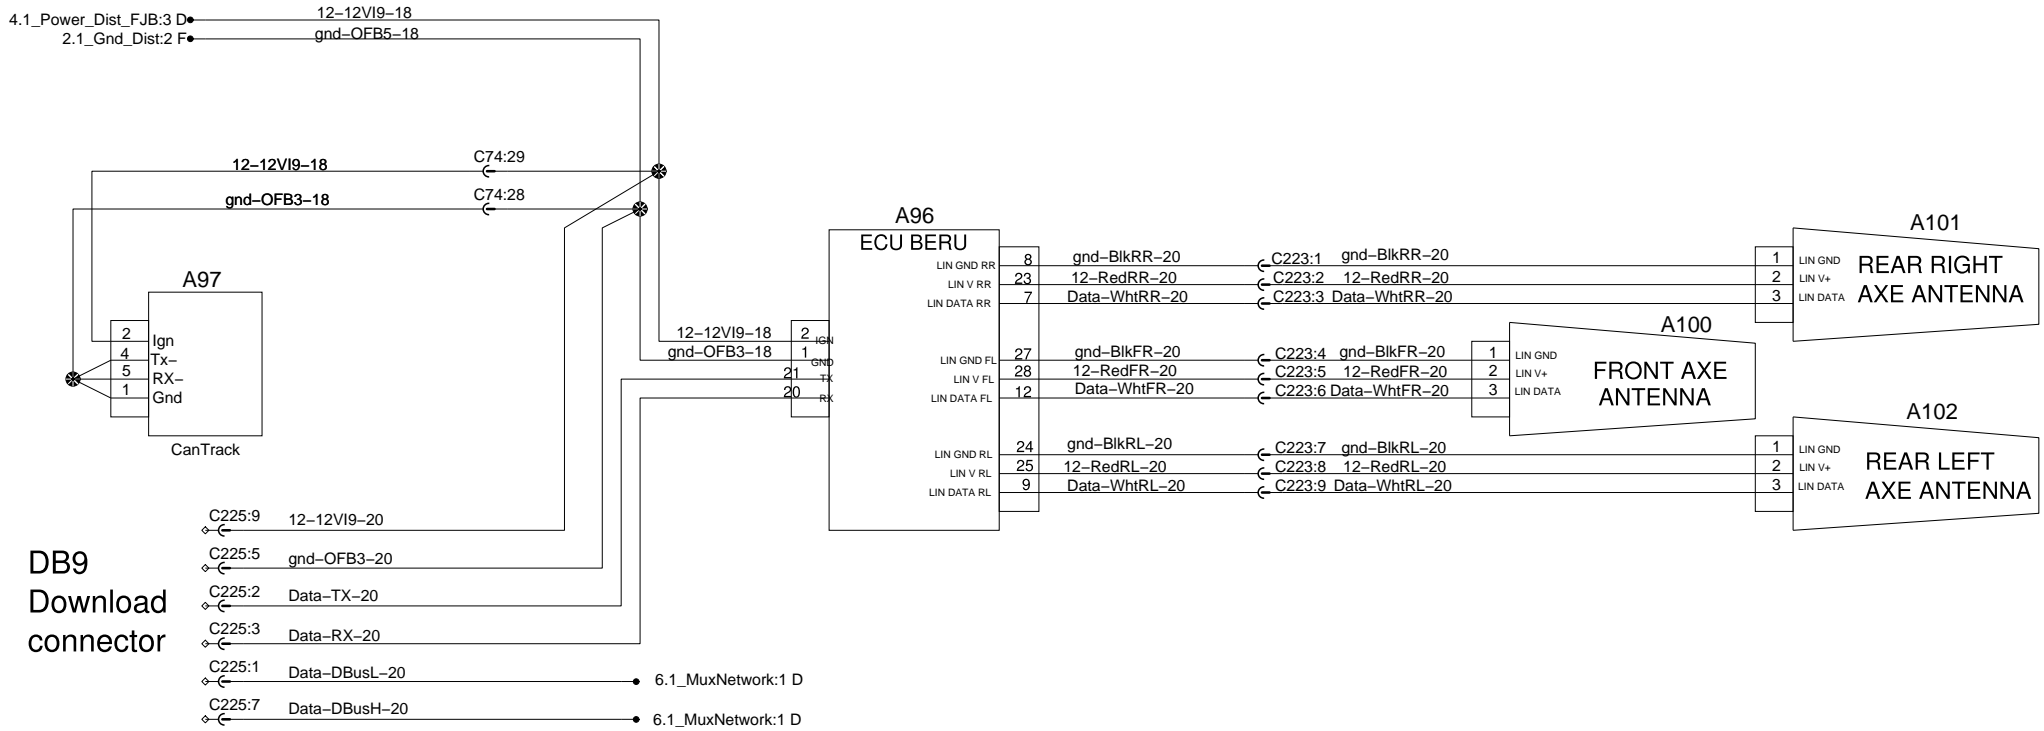 4.1_Power_Dist_FJB:3 D
12-12VI9-18
2.1_Gnd_Dist:2 F
gnd-OFB5-18
12-12VI9-18
C74:29
gnd-OFB3-18
C74:28
A97
2 Ign
4 Tx-
5 RX-
1 Gnd
CanTrack
A96
ECU BERU
12-12VI9-18 2 IGN
gnd-OFB3-18 1 GND
21 TX
20 RX
LIN GND RR 8 gnd-BlkRR-20 C223:1 gnd-BlkRR-20
LIN V RR 23 12-RedRR-20 C223:2 12-RedRR-20
LIN DATA RR 7 Data-WhtRR-20 C223:3 Data-WhtRR-20
LIN GND FL 27 gnd-BlkFR-20 C223:4 gnd-BlkFR-20
LIN V FL 28 12-RedFR-20 C223:5 12-RedFR-20
LIN DATA FL 12 Data-WhtFR-20 C223:6 Data-WhtFR-20
LIN GND RL 24 gnd-BlkRL-20 C223:7 gnd-BlkRL-20
LIN V RL 25 12-RedRL-20 C223:8 12-RedRL-20
LIN DATA RL 9 Data-WhtRL-20 C223:9 Data-WhtRL-20
A101
1 LIN GND
2 LIN V+
3 LIN DATA
REAR RIGHT
AXE ANTENNA
A100
1 LIN GND
2 LIN V+
3 LIN DATA
FRONT AXE
ANTENNA
A102
1 LIN GND
2 LIN V+
3 LIN DATA
REAR LEFT
AXE ANTENNA
DB9
Download
connector
C225:9 12-12VI9-20
C225:5 gnd-OFB3-20
C225:2 Data-TX-20
C225:3 Data-RX-20
C225:1 Data-DBusL-20 6.1_MuxNetwork:1 D
C225:7 Data-DBusH-20 6.1_MuxNetwork:1 D